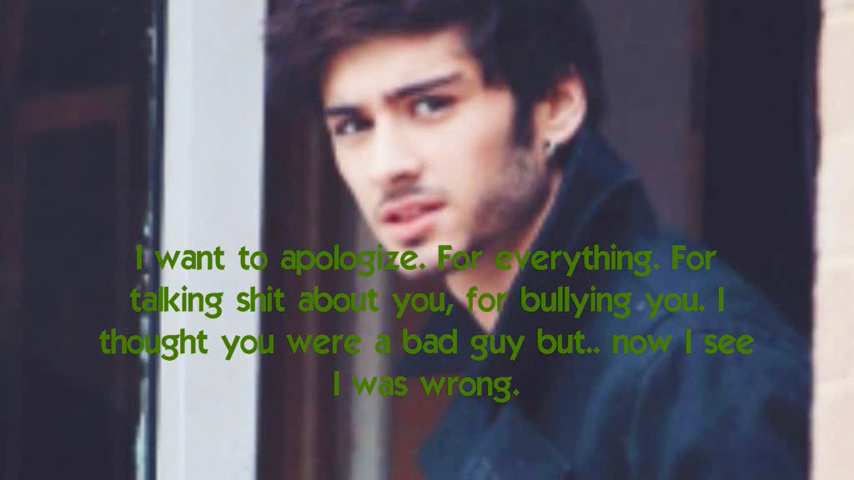 I want to apologize. For everything. For
talking shit about you, for bullying you. I
thought you were a bad guy but.. now I see
I was wrong.